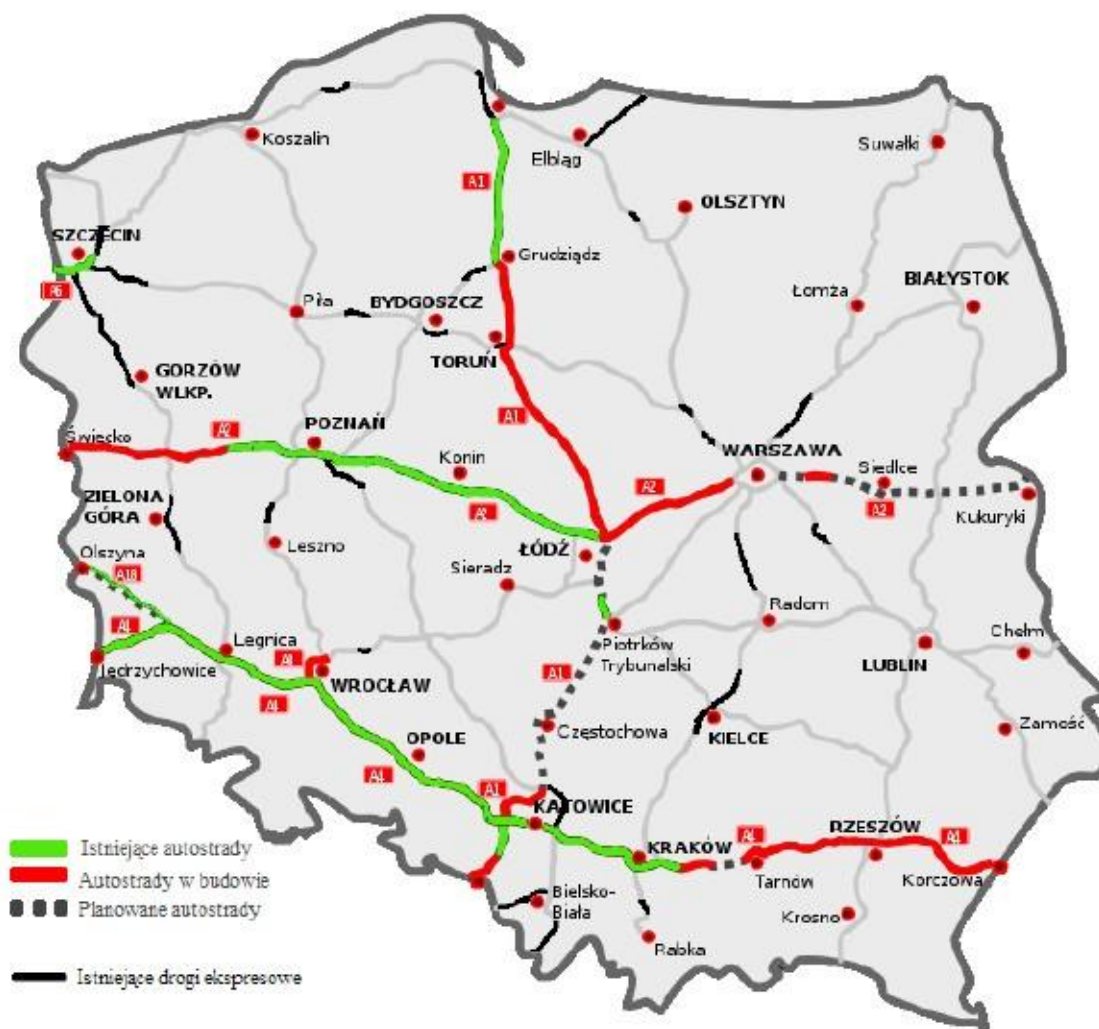 Koszalin
Elbląg
Suwałki
A1
OLSZTYN
SZCZECIN
Grudziądz
BIAŁYSTOK
A6
Piła
BYDGOSZCZ
Łomża
TORUŃ
GORZÓW
WLKP.
A1
Świecko
A2
POZNAŃ
Konin
WARSZAWA
Siedlce
A2
A2
A2
Kukuryki
ZIELONA
GÓRA
Leszno
ŁÓDŹ
Olszyna
A18
Sieradz
Radom
A4
Legnica
Piotrków
Trybunalski
Chełm
Jędrzychowice
A8
WROCŁAW
LUBLIN
A4
A1
OPOLE
Częstochowa
KIELCE
Zamość
A4
A1
KATOWICE
KRAKÓW
RZESZÓW
A4
A4
Istniejące autostrady
Autostrady w budowie
Planowane autostrady
Tarnów
Korczowa
Bielsko-
Biała
Krosno
Rabka
Istniejące drogi ekspresowe